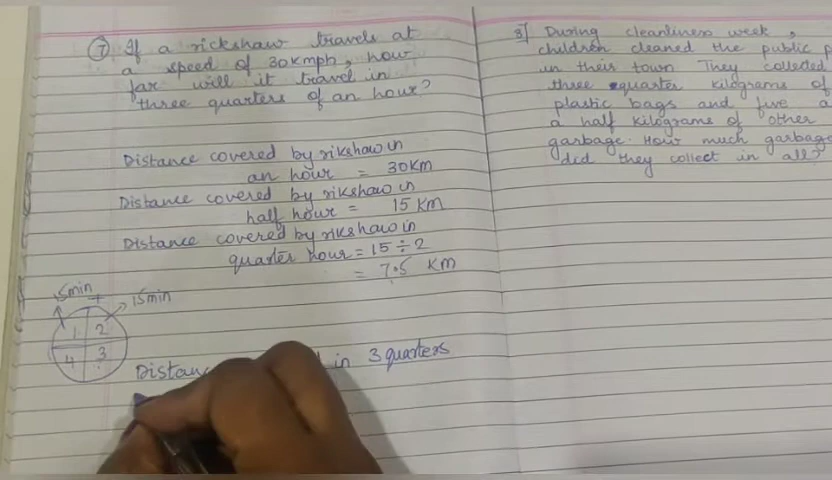 7 If a rickshaw travels at
a speed of 30kmph, how
far will it travel in
three quarters of an hour?
Distance covered by rikshaw in
an hour = 30KM
Distance covered by rikshaw in
half hour = 15 KM
Distance covered by rikshaw in
quarter hour = 15 ÷ 2
= 7.5 KM
15min
1 2
4 3
Distan in 3 quarters
8] During cleanliness week,
children cleaned the public p
in their town They collected
three quarter kilograms of
plastic bags and five a
a half kilograms of other
garbage. How much garbage
did they collect in all?